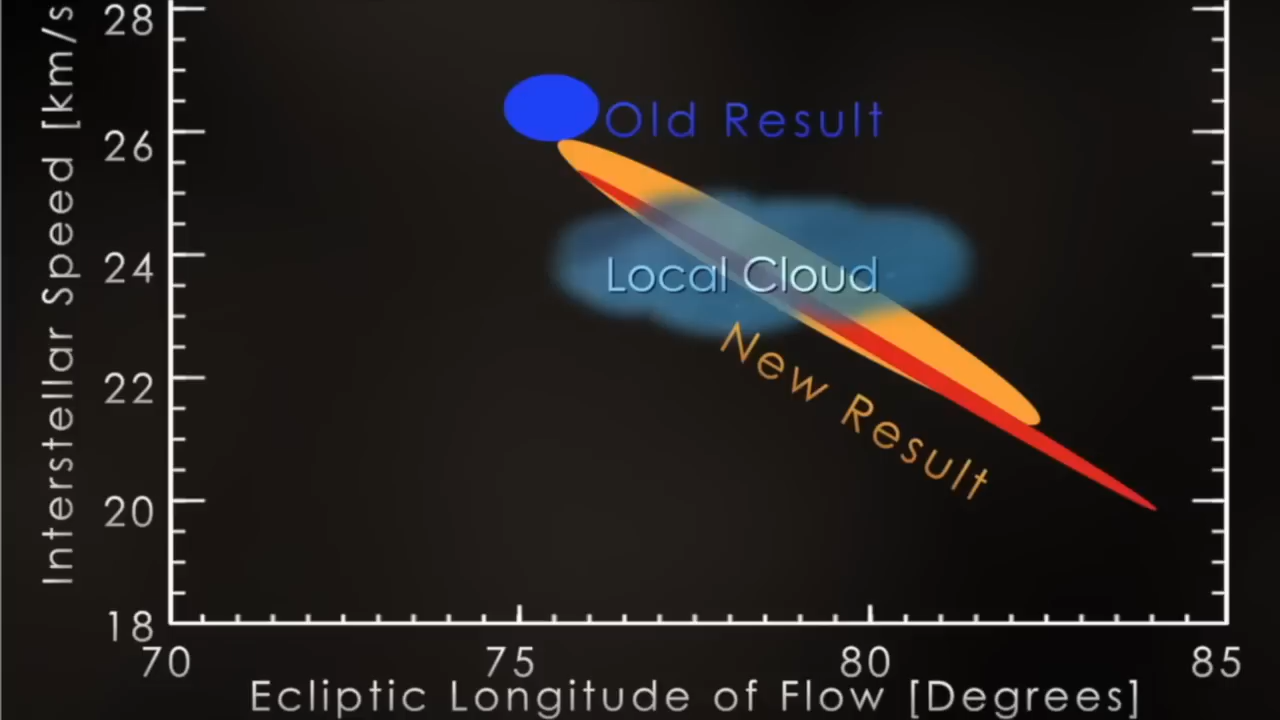 Interstellar Speed [km/s
28
26
24
22
20
18
Old Result
Local Cloud
New Result
70 75 80 85
Ecliptic Longitude of Flow [Degrees]